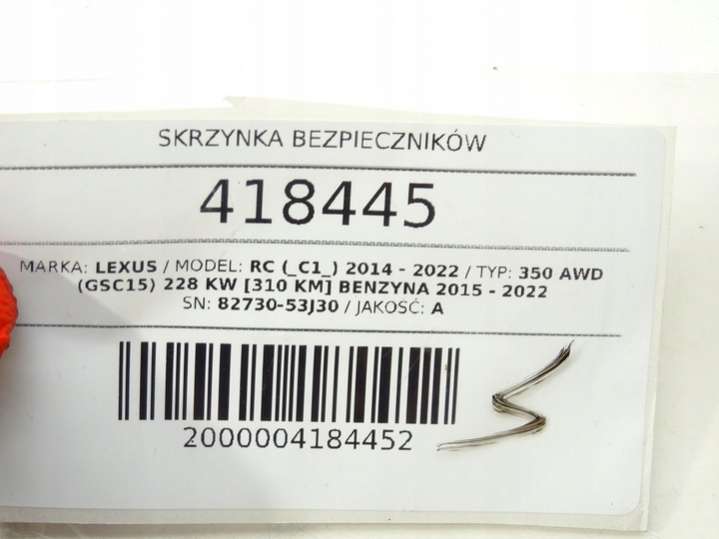 SKRZYNKA BEZPIECZNIKÓW
418445
MARKA: LEXUS / MODEL: RC (_C1_) 2014 - 2022 / TYP: 350 AWD
(GSC15) 228 KW [310 KM] BENZYNA 2015 - 2022
SN: 82730-53J30 / JAKOŚĆ: A
2000004184452